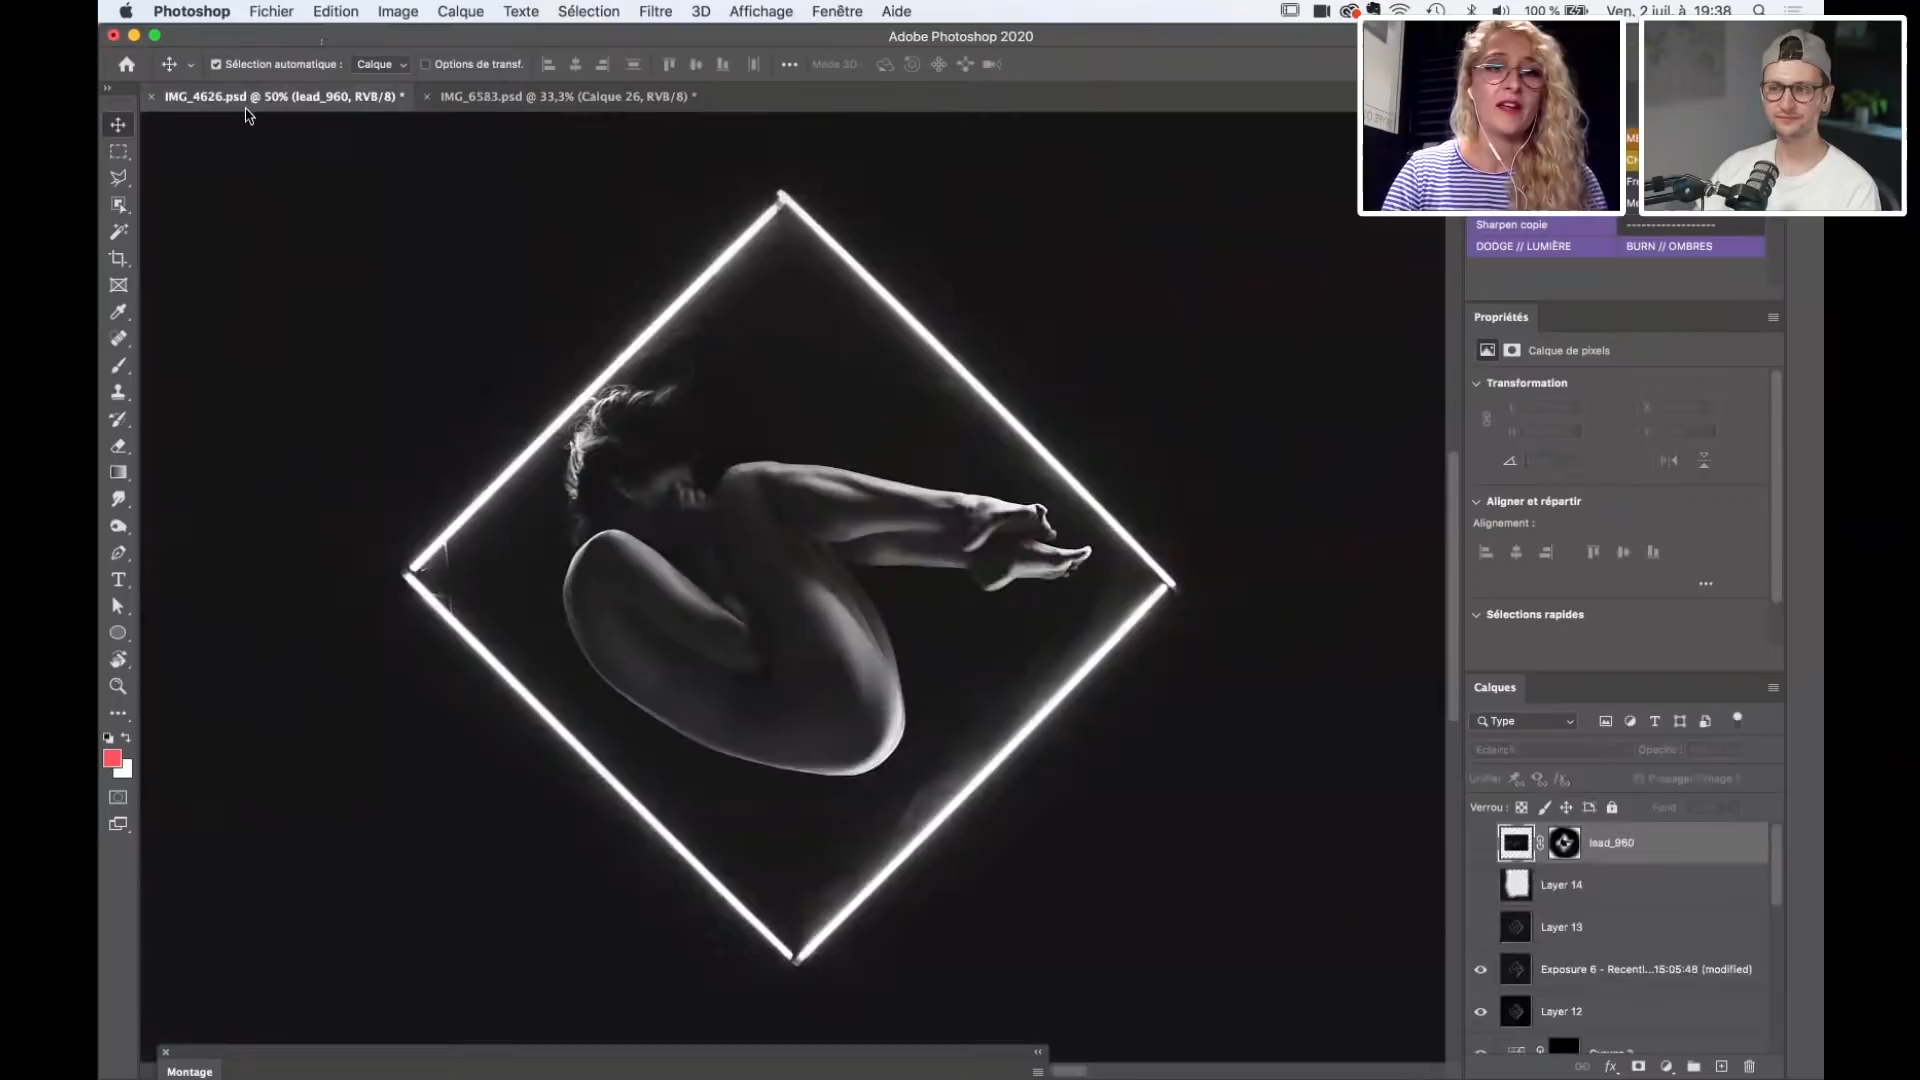 Photoshop Fichier Edition Image Calque Texte Sélection Filtre 3D Affichage Fenêtre Aide 100 % Ven. 2 juil. à 19:38
Adobe Photoshop 2020
Sélection automatique : Calque Options de transf. Mode 3D :
IMG_4626.psd @ 50% (lead_960, RVB/8) * IMG_6583.psd @ 33,3% (Calque 26, RVB/8) *
Sharpen copie -------------------
DODGE // LUMIÈRE BURN // OMBRES
Propriétés
Calque de pixels
Transformation
Aligner et répartir
Alignement :
Sélections rapides
Calques
Type
Eclaircir Opacité :
Unifier :
Verrou : Fond
lead_960
Layer 14
Layer 13
Exposure 6 - Recentl...15:05:48 (modified)
Layer 12
Montage